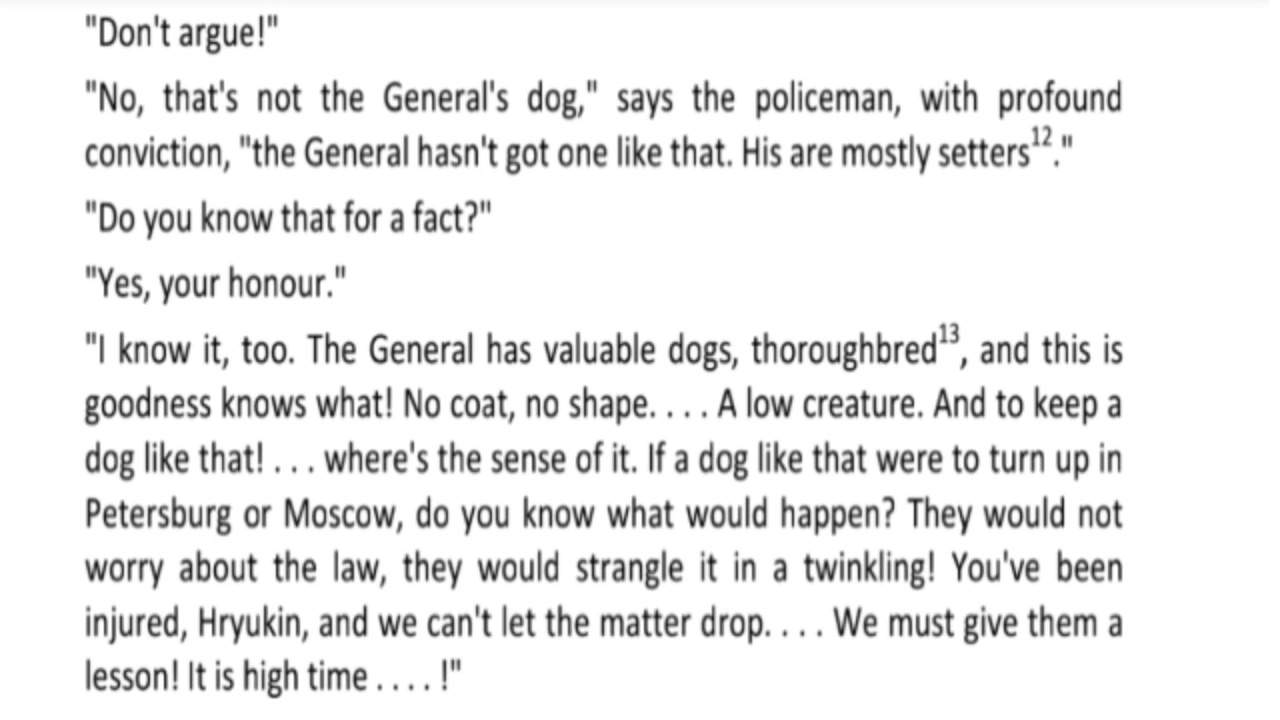 "Don't argue!"
"No, that's not the General's dog," says the policeman, with profound
conviction, "the General hasn't got one like that. His are mostly setters¹²."
"Do you know that for a fact?"
"Yes, your honour."
"I know it, too. The General has valuable dogs, thoroughbred¹³, and this is
goodness knows what! No coat, no shape. . . . A low creature. And to keep a
dog like that! . . . where's the sense of it. If a dog like that were to turn up in
Petersburg or Moscow, do you know what would happen? They would not
worry about the law, they would strangle it in a twinkling! You've been
injured, Hryukin, and we can't let the matter drop. . . . We must give them a
lesson! It is high time . . . . !"